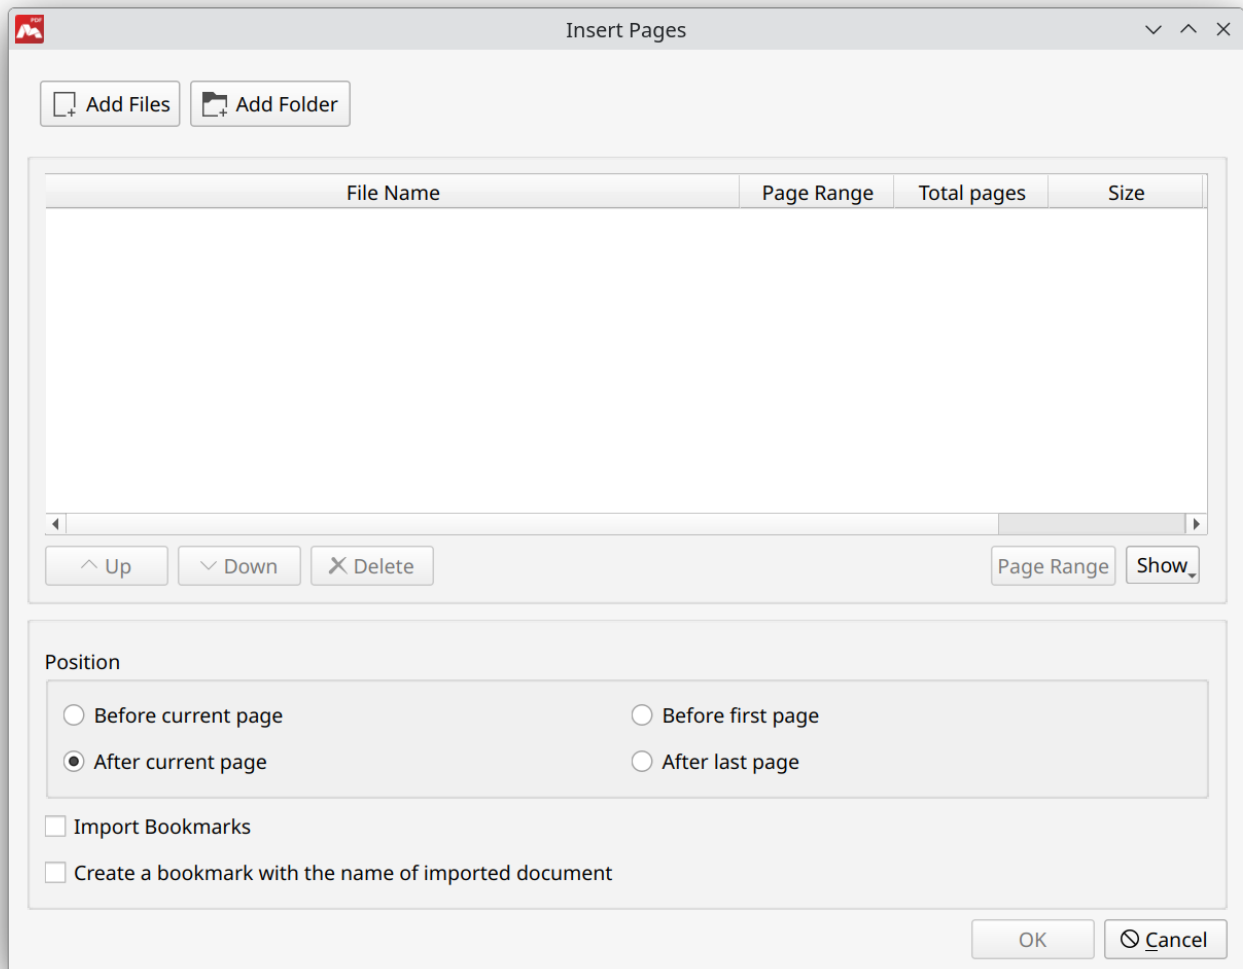 PDF
Insert Pages
Add Files Add Folder
File Name Page Range Total pages Size
Up Down Delete Page Range Show
Position
Before current page Before first page
After current page After last page
Import Bookmarks
Create a bookmark with the name of imported document
OK Cancel